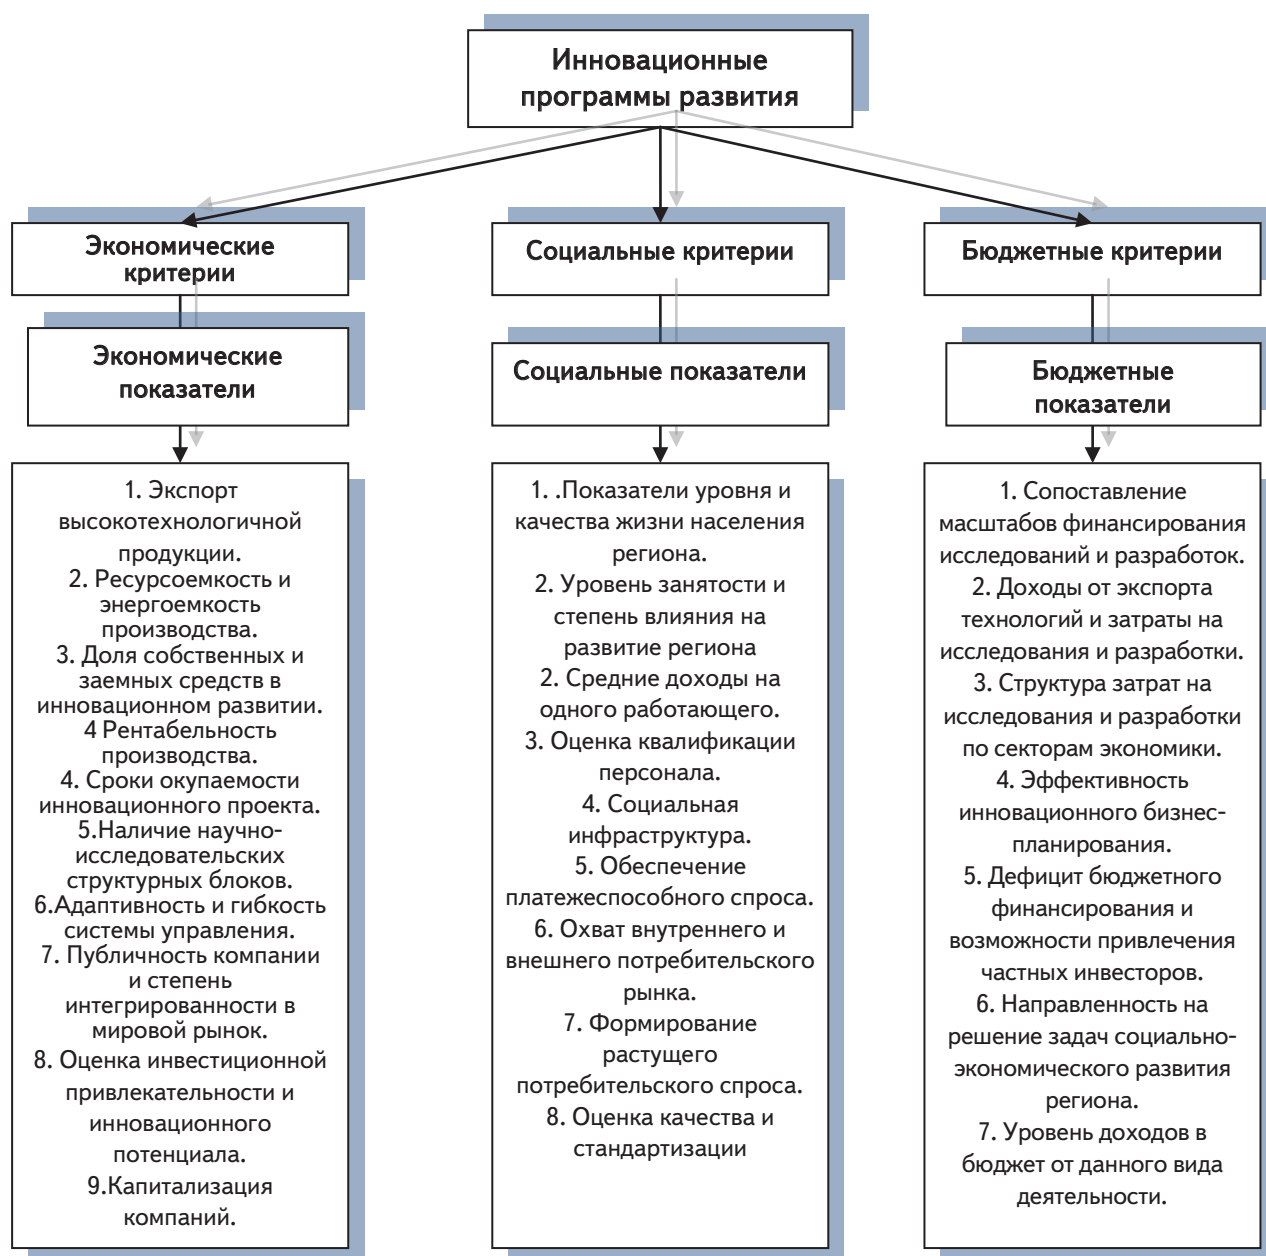 Инновационные
программы развития
Экономические
критерии
Экономические
показатели
1. Экспорт
высокотехнологичной
продукции.
2. Ресурсоемкость и
энергоемкость
производства.
3. Доля собственных и
заемных средств в
инновационном развитии.
4 Рентабельность
производства.
4. Сроки окупаемости
инновационного проекта.
5.Наличие научно-
исследовательских
структурных блоков.
6.Адаптивность и гибкость
системы управления.
7. Публичность компании
и степень
интегрированности в
мировой рынок.
8. Оценка инвестиционной
привлекательности и
инновационного
потенциала.
9.Капитализация
компаний.
Социальные критерии
Социальные показатели
1. .Показатели уровня и
качества жизни населения
региона.
2. Уровень занятости и
степень влияния на
развитие региона
2. Средние доходы на
одного работающего.
3. Оценка квалификации
персонала.
4. Социальная
инфраструктура.
5. Обеспечение
платежеспособного спроса.
6. Охват внутреннего и
внешнего потребительского
рынка.
7. Формирование
растущего
потребительского спроса.
8. Оценка качества и
стандартизации
Бюджетные критерии
Бюджетные
показатели
1. Сопоставление
масштабов финансирования
исследований и разработок.
2. Доходы от экспорта
технологий и затраты на
исследования и разработки.
3. Структура затрат на
исследования и разработки
по секторам экономики.
4. Эффективность
инновационного бизнес-
планирования.
5. Дефицит бюджетного
финансирования и
возможности привлечения
частных инвесторов.
6. Направленность на
решение задач социально-
экономического развития
региона.
7. Уровень доходов в
бюджет от данного вида
деятельности.